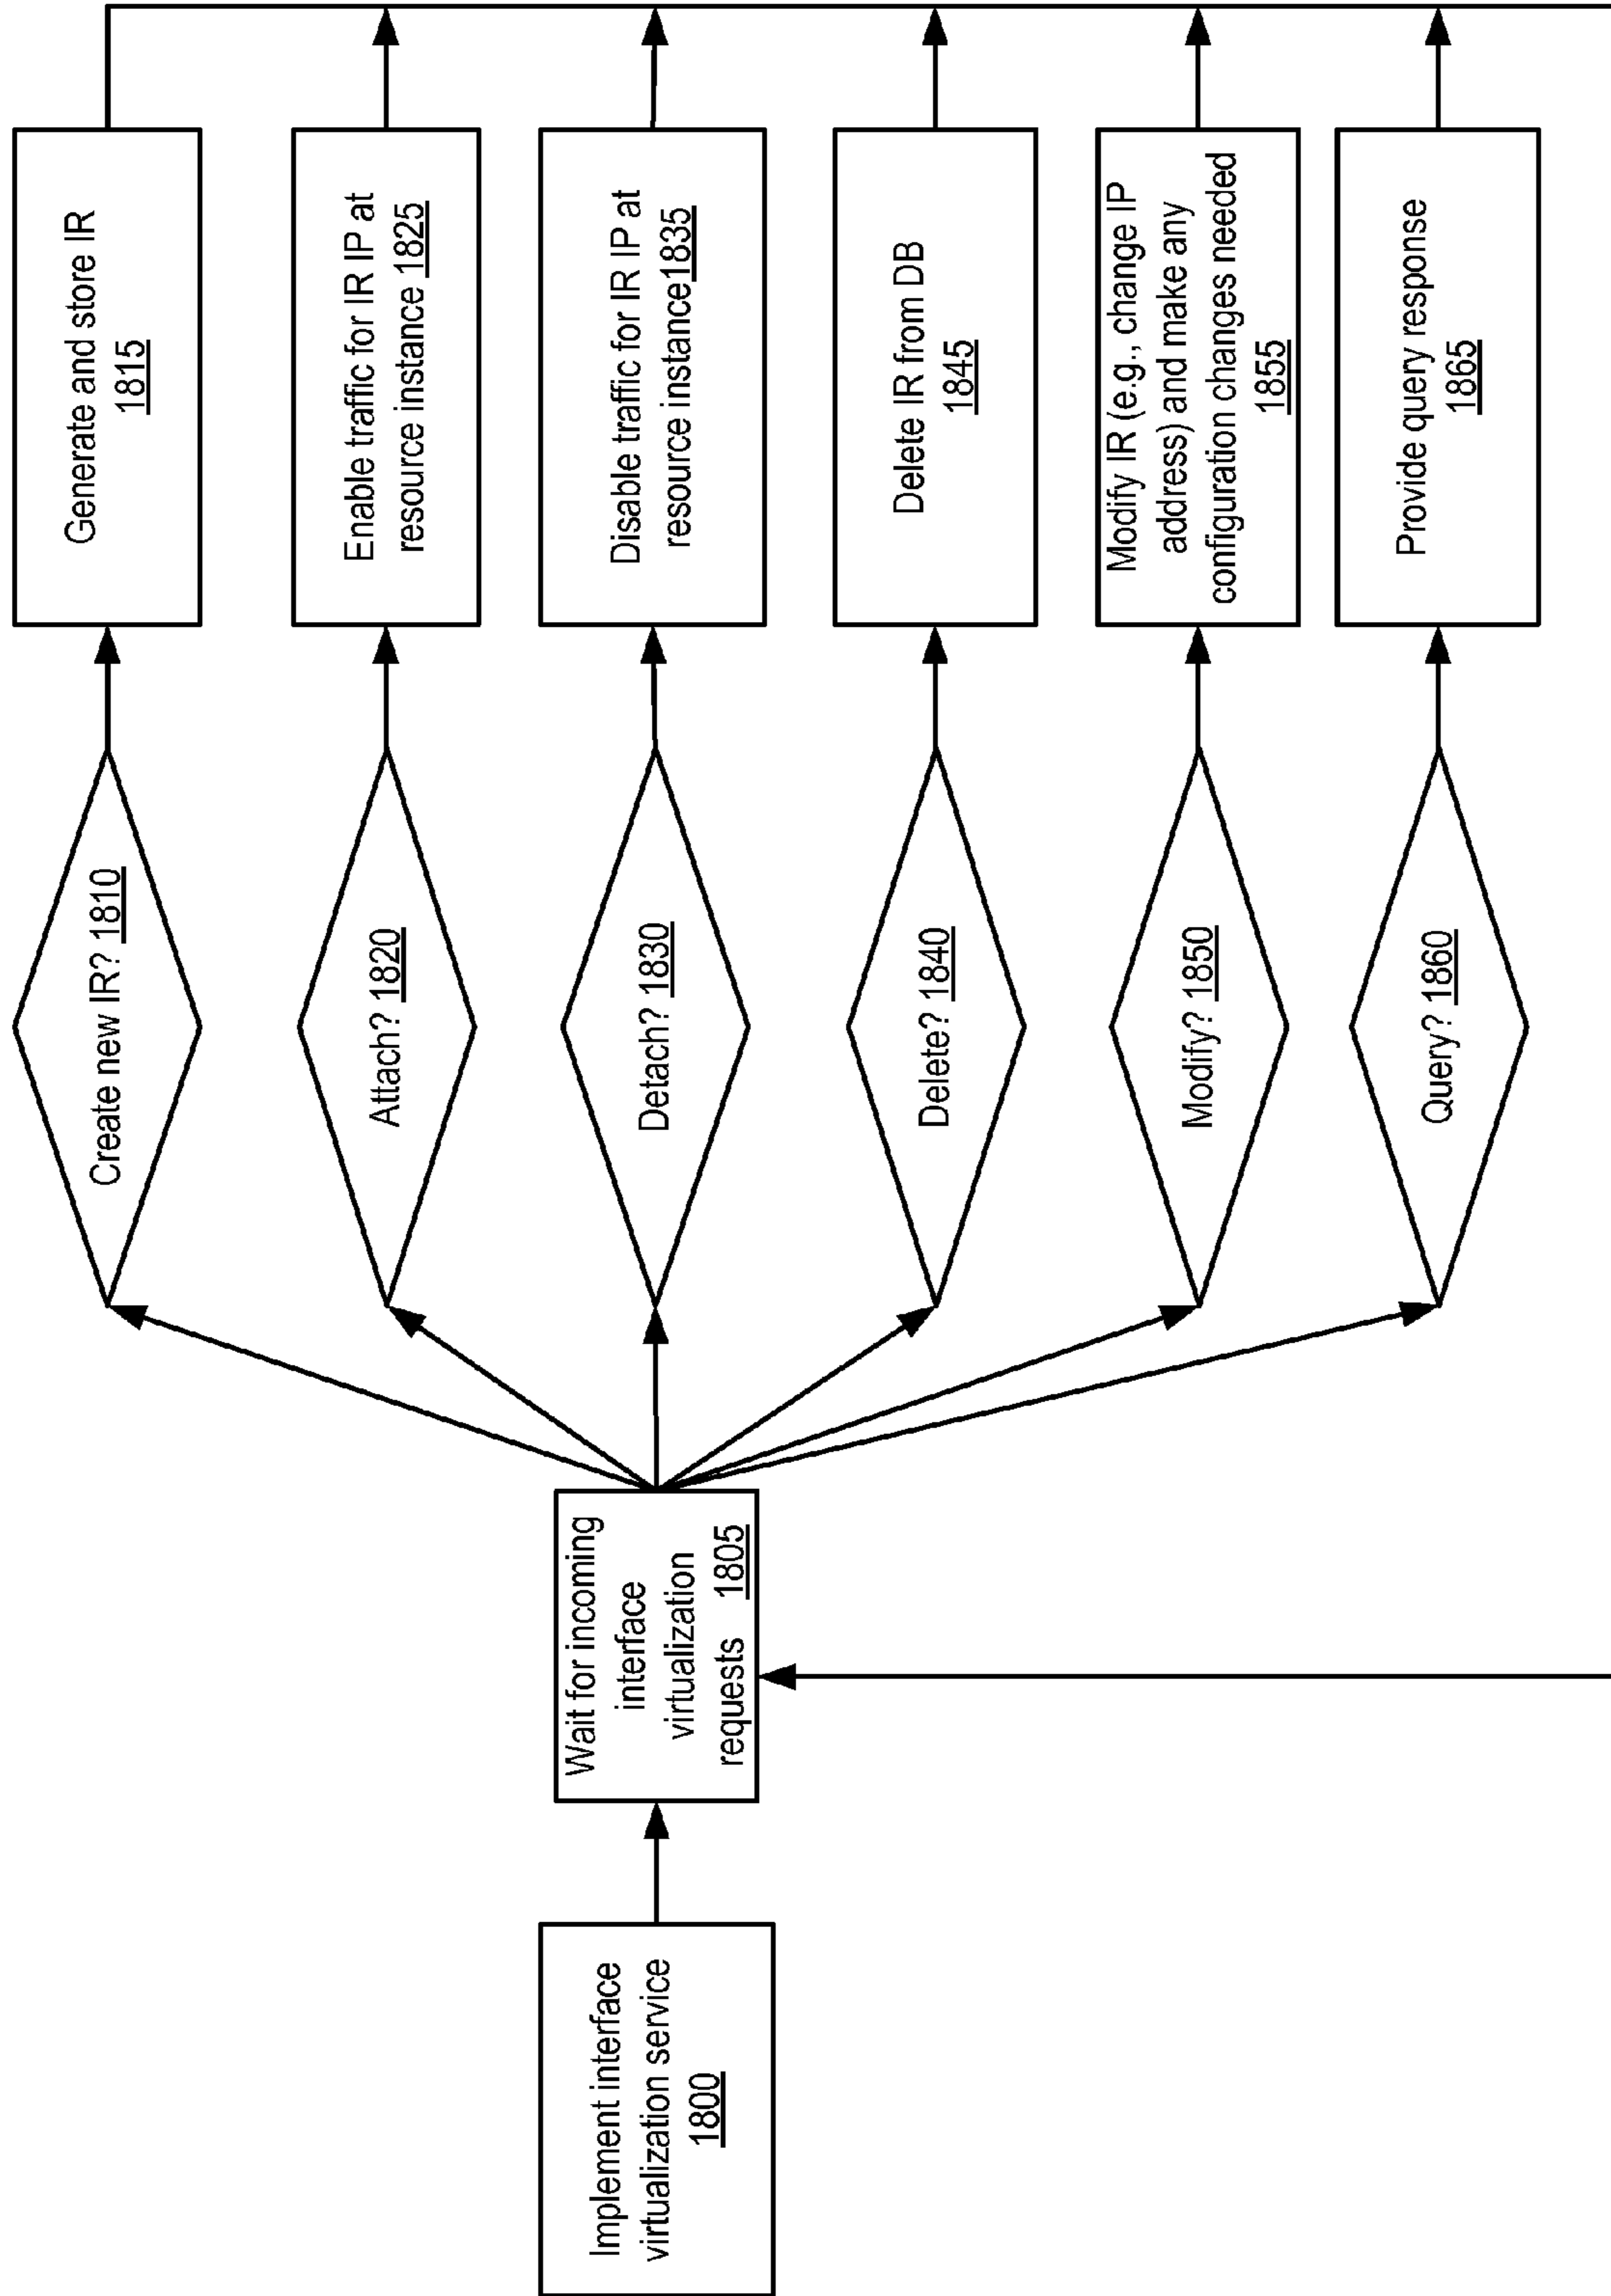 Implement interface
virtualization service
1800
Wait for incoming
interface
virtualization
requests 1805
Create new IR? 1810
Generate and store IR
1815
Attach? 1820
Enable traffic for IR IP at
resource instance 1825
Detach? 1830
Disable traffic for IR IP at
resource instance1835
Delete? 1840
Delete IR from DB
1845
Modify? 1850
Modify IR (e.g., change IP
address) and make any
configuration changes needed
1855
Query? 1860
Provide query response
1865